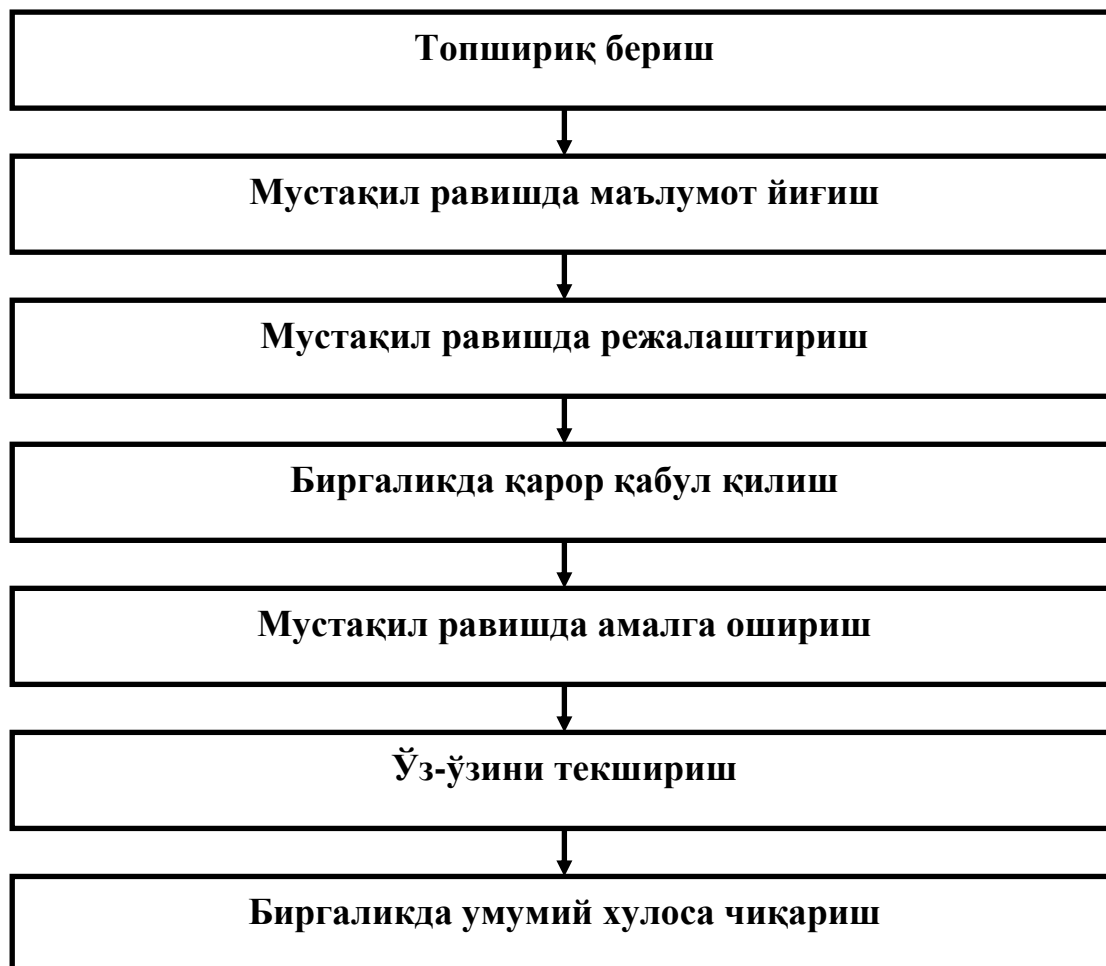 Топшириқ бериш
Мустақил равишда маълумот йиғиш
Мустақил равишда режалаштириш
Биргаликда қарор қабул қилиш
Мустақил равишда амалга ошириш
Ўз-ўзини текшириш
Биргаликда умумий хулоса чиқариш